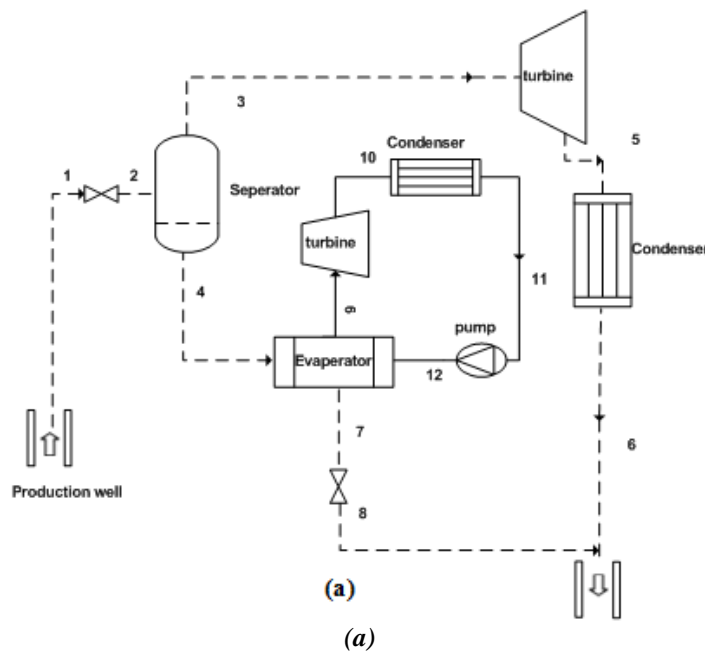 turbine
3
5
Condenser
10
1
2
Seperator
turbine
Condenser
4
9
11
pump
Evaperator
12
7
6
Production well
8
(a)
(a)